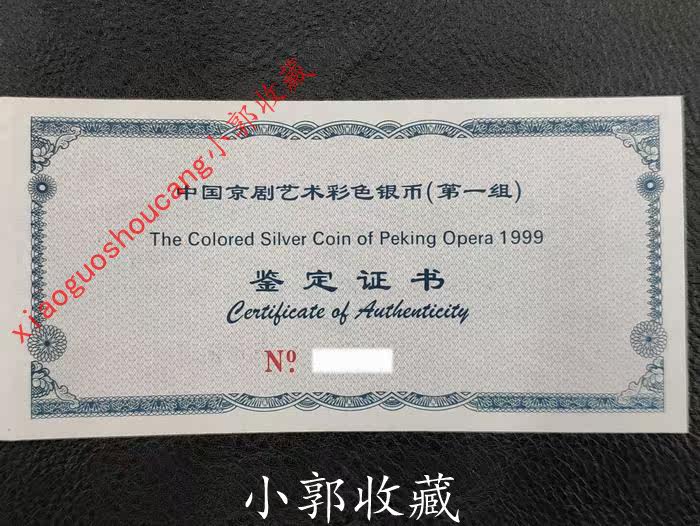 xiaoguoshoucang小郭收藏
中国京剧艺术彩色银币(第一组)
The Colored Silver Coin of Peking Opera 1999
鉴定证书
Certificate of Authenticity
Nº
小郭收藏